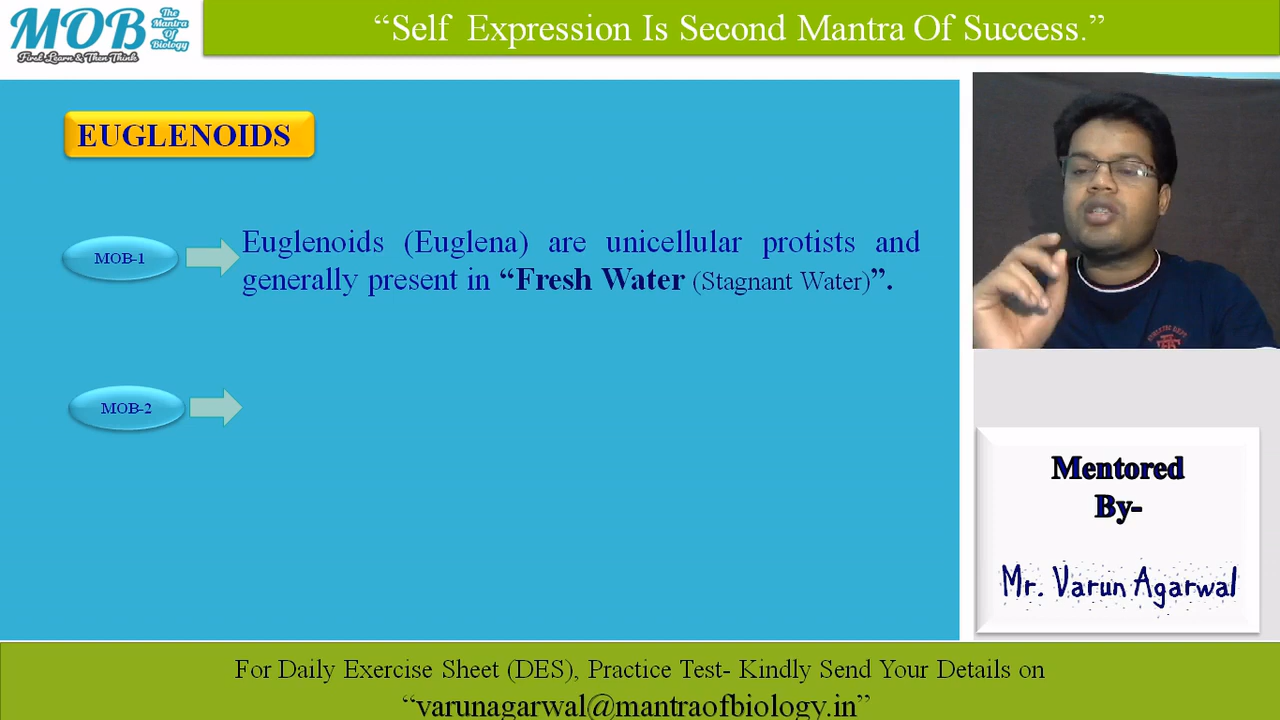 MOB
The
Mantra
Of
Biology
First Learn & Then Think
“Self Expression Is Second Mantra Of Success.”
EUGLENOIDS
MOB-1
Euglenoids (Euglena) are unicellular protists and
generally present in “Fresh Water (Stagnant Water)”.
MOB-2
Mentored
By-
Mr. Varun Agarwal
For Daily Exercise Sheet (DES), Practice Test- Kindly Send Your Details on
“varunagarwal@mantraofbiology.in”